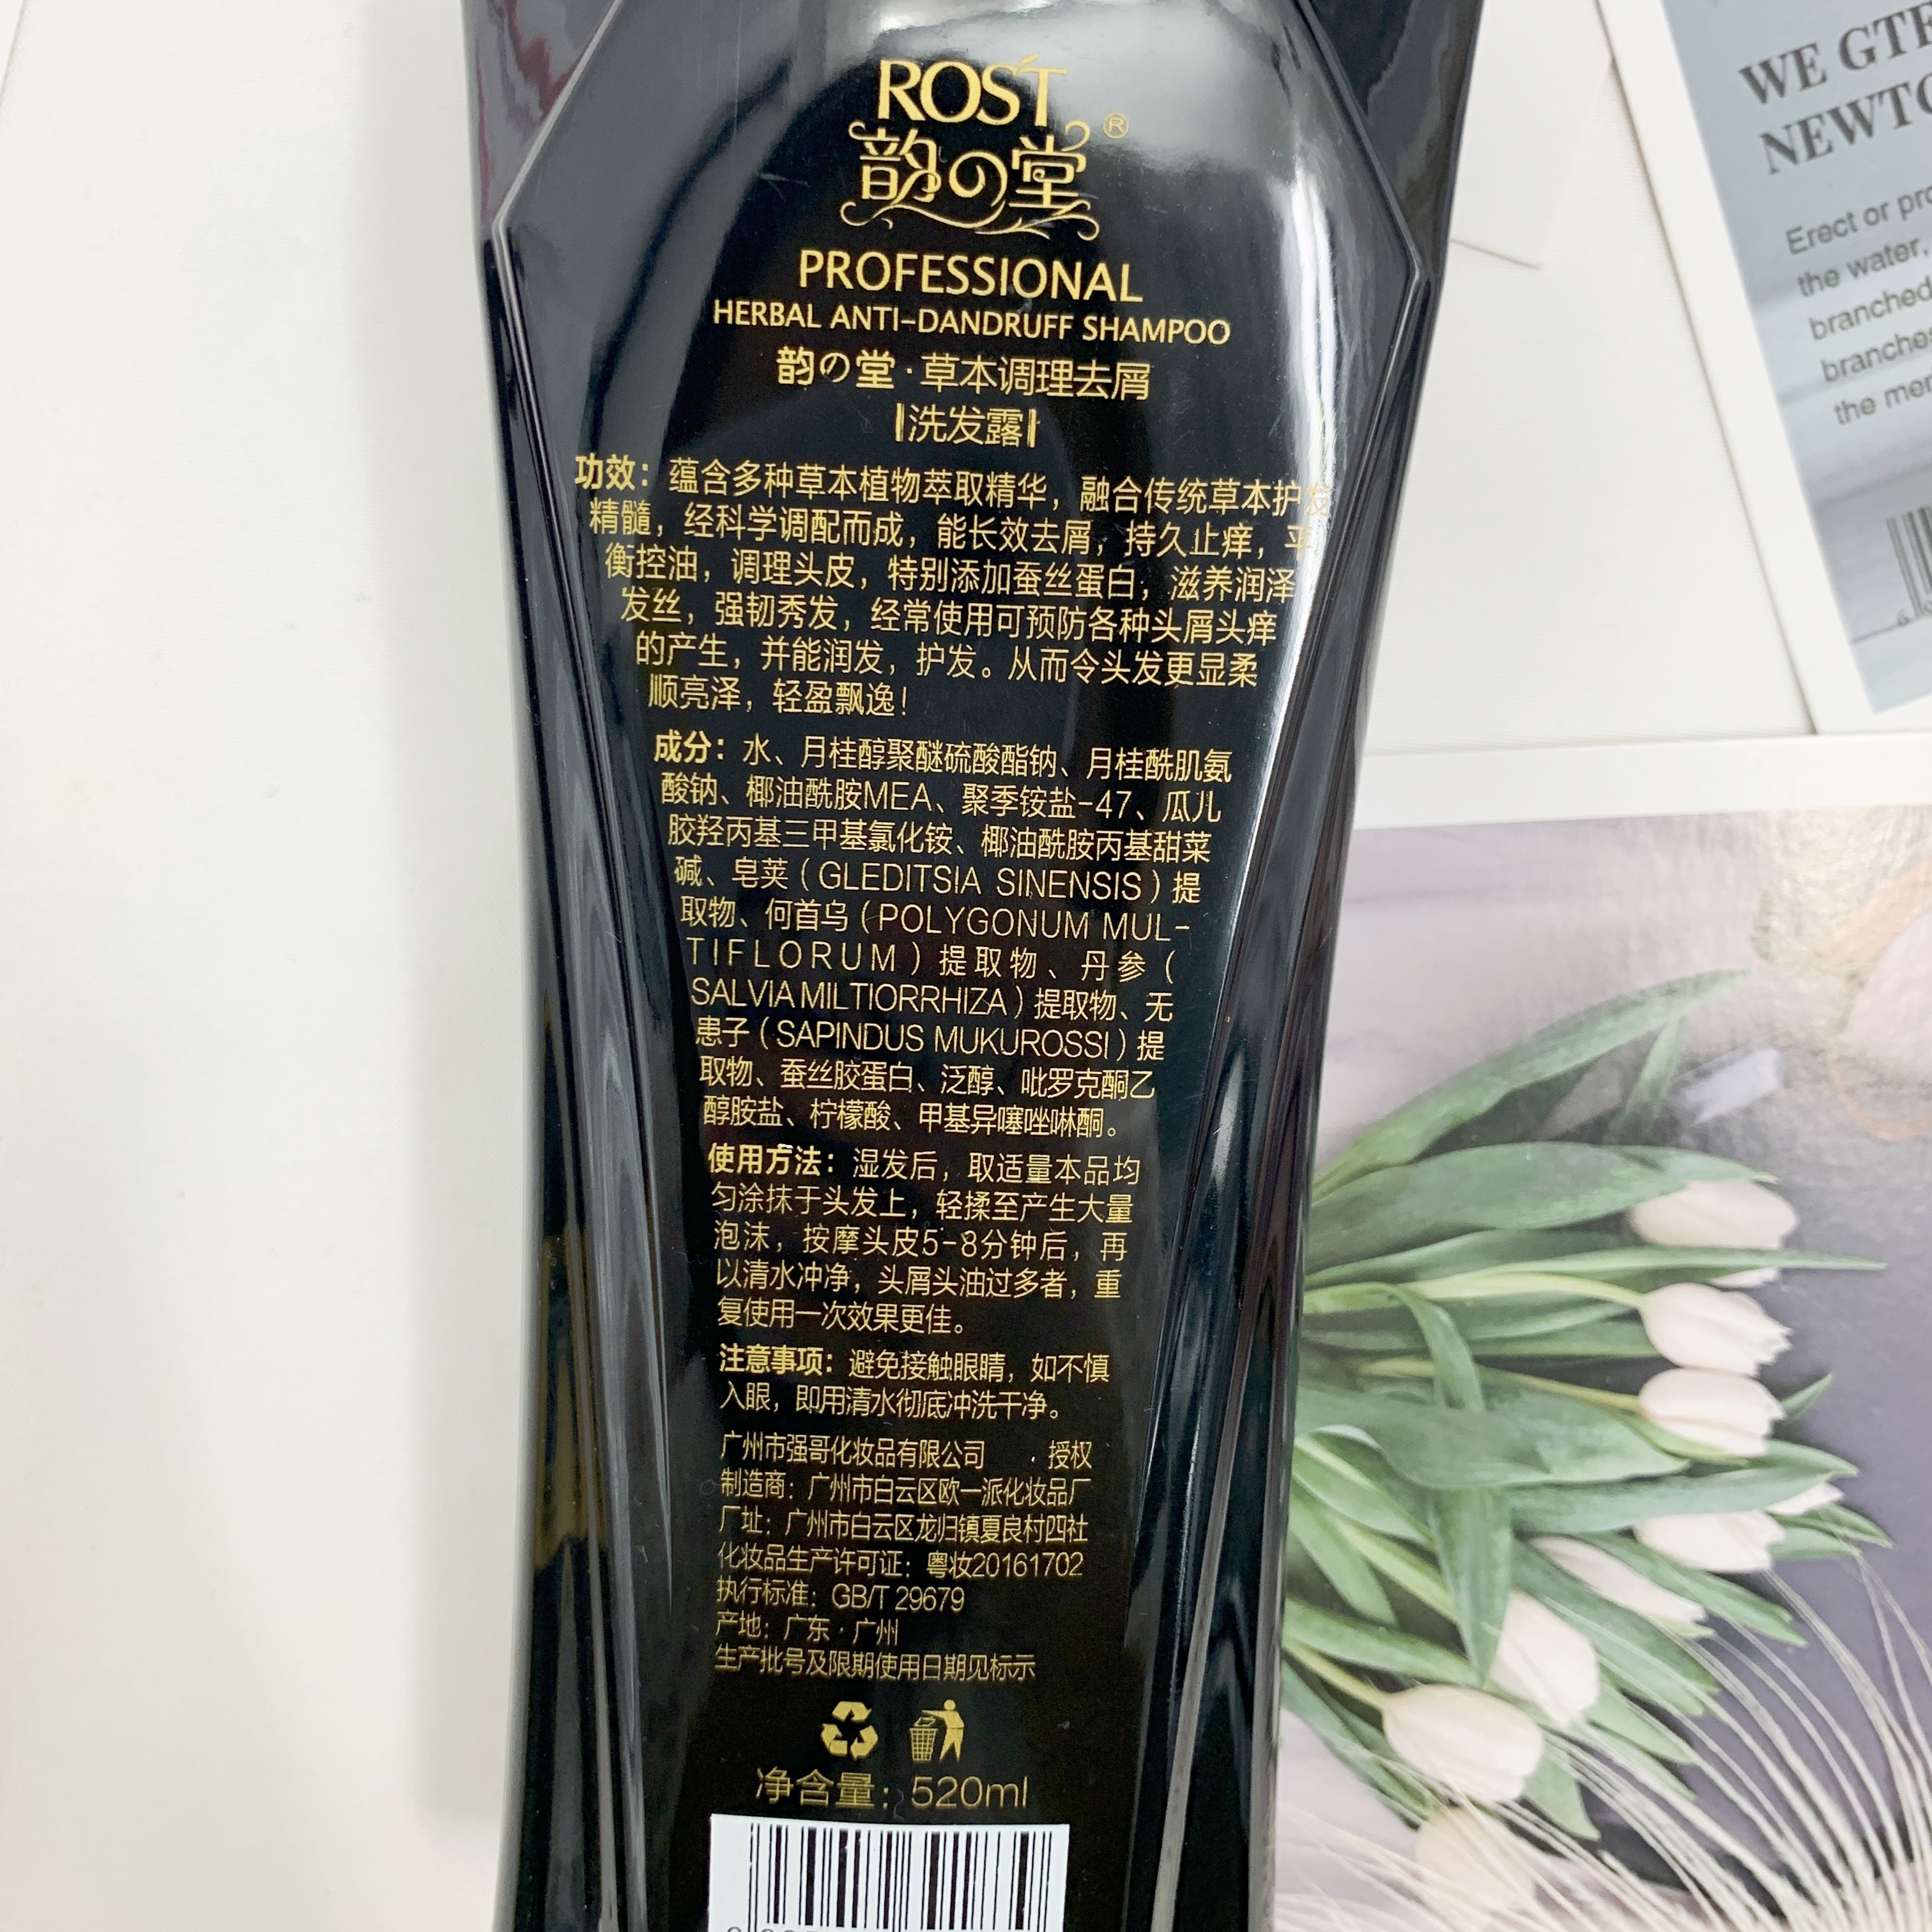 ROST
韵の堂®
PROFESSIONAL
HERBAL ANTI-DANDRUFF SHAMPOO
韵の堂·草本调理去屑
洗发露
功效：蕴含多种草本植物萃取精华，融合传统草本护发
精髓，经科学调配而成，能长效去屑，持久止痒，平
衡控油，调理头皮，特别添加蚕丝蛋白，滋养润泽
发丝，强韧秀发，经常使用可预防各种头屑头痒
的产生，并能润发，护发。从而令头发更显柔
顺亮泽，轻盈飘逸！
成分：水、月桂醇聚醚硫酸酯钠、月桂酰肌氨
酸钠、椰油酰胺MEA、聚季铵盐-47、瓜儿
胶羟丙基三甲基氯化铵、椰油酰胺丙基甜菜
碱、皂荚（GLEDITSIA SINENSIS）提
取物、何首乌（POLYGONUM MUL-
TIFLORUM）提取物、丹参（
SALVIA MILTIORRHIZA）提取物、无
患子（SAPINDUS MUKUROSSI）提
取物、蚕丝胶蛋白、泛醇、吡罗克酮乙
醇胺盐、柠檬酸、甲基异噻唑啉酮。
使用方法：湿发后，取适量本品均
匀涂抹于头发上，轻揉至产生大量
泡沫，按摩头皮5-8分钟后，再
以清水冲净，头屑头油过多者，重
复使用一次效果更佳。
注意事项：避免接触眼睛，如不慎
入眼，即用清水彻底冲洗干净。
广州市强哥化妆品有限公司 · 授权
制造商：广州市白云区欧一派化妆品厂
厂址：广州市白云区龙归镇夏良村四社
化妆品生产许可证：粤妆20161702
执行标准：GB/T 29679
产地：广东·广州
生产批号及限期使用日期见标示
净含量：520ml
WE GTE
NEWTO
Erect or pro
the water,
branched
branches
the mer